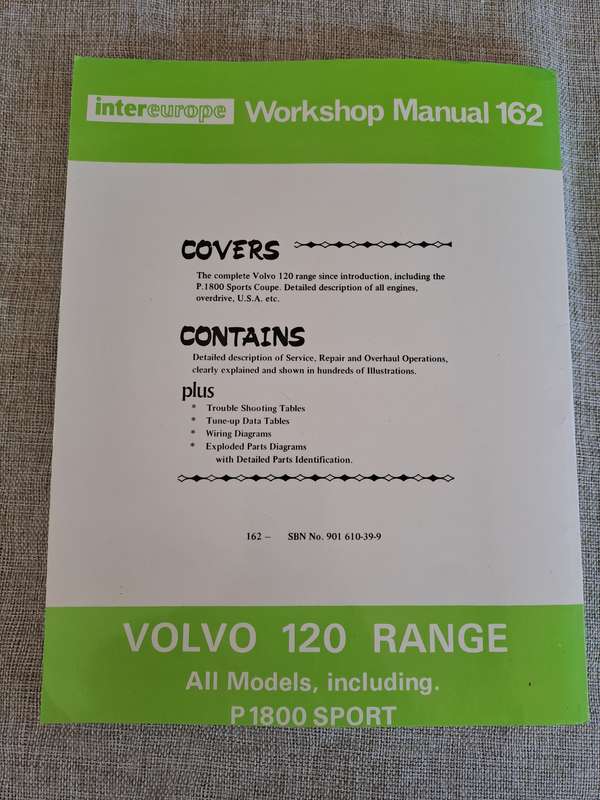 intereurope Workshop Manual 162
COVERS
The complete Volvo 120 range since introduction, including the
P.1800 Sports Coupe. Detailed description of all engines,
overdrive, U.S.A. etc.
CONTAINS
Detailed description of Service, Repair and Overhaul Operations,
clearly explained and shown in hundreds of Illustrations.
plus
* Trouble Shooting Tables
* Tune-up Data Tables
* Wiring Diagrams
* Exploded Parts Diagrams
with Detailed Parts Identification.
162 – SBN No. 901 610-39-9
VOLVO 120 RANGE
All Models, including.
P1800 SPORT